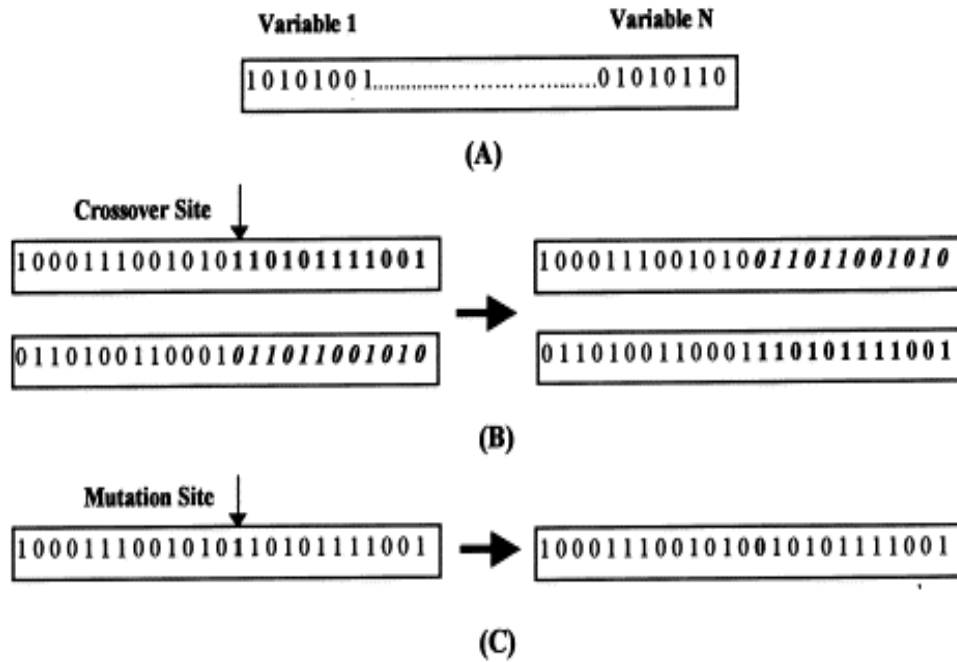 Variable 1 Variable N
10101001..............……………...….01010110
(A)
Crossover Site
1000111001010110101111001 1000111001010011011001010
0110100110001011011001010 0110100110001110101111001
(B)
Mutation Site
1000111001010110101111001 1000111001010010101111001
(C)